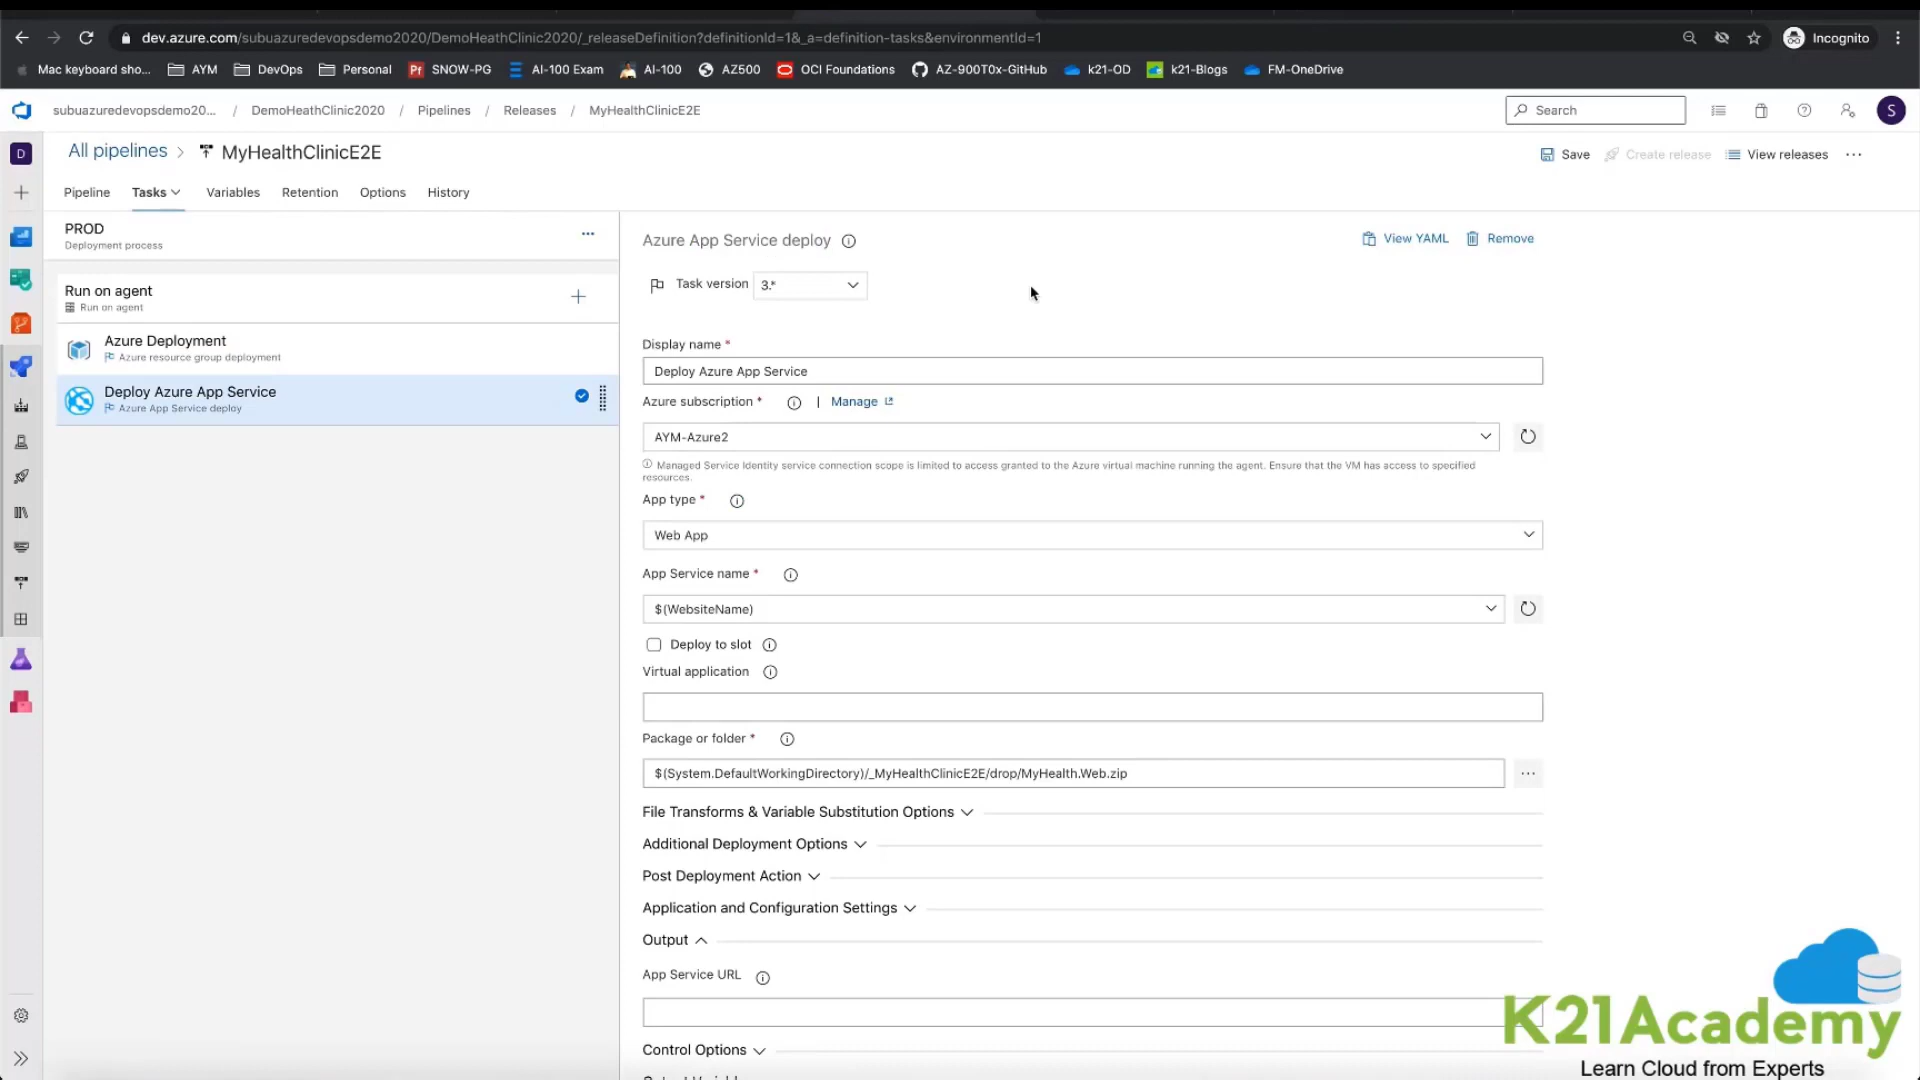 dev.azure.com/subuazuredevopsdemo2020/DemoHeathClinic2020/_releaseDefinition?definitionId=1&_a=definition-tasks&environmentId=1
Incognito
Mac keyboard sho...
AYM
DevOps
Personal
Pf SNOW-PG
AI-100 Exam
AI-100
AZ500
OCI Foundations
AZ-900T0x-GitHub
k21-OD
k21-Blogs
FM-OneDrive
subuazuredevopsdemo20... / DemoHeathClinic2020 / Pipelines / Releases / MyHealthClinicE2E
Search
S
D
All pipelines > MyHealthClinicE2E
Save
Create release
View releases
Pipeline
Tasks
Variables
Retention
Options
History
PROD
Deployment process
Run on agent
Run on agent
Azure Deployment
Azure resource group deployment
Deploy Azure App Service
Azure App Service deploy
Azure App Service deploy
View YAML
Remove
Task version 3.*
Display name *
Deploy Azure App Service
Azure subscription * | Manage
AYM-Azure2
Managed Service Identity service connection scope is limited to access granted to the Azure virtual machine running the agent. Ensure that the VM has access to specified
resources.
App type *
Web App
App Service name *
$(WebsiteName)
Deploy to slot
Virtual application
Package or folder *
$(System.DefaultWorkingDirectory)/_MyHealthClinicE2E/drop/MyHealth.Web.zip
File Transforms & Variable Substitution Options
Additional Deployment Options
Post Deployment Action
Application and Configuration Settings
Output
App Service URL
Control Options
K21Academy
Learn Cloud from Experts